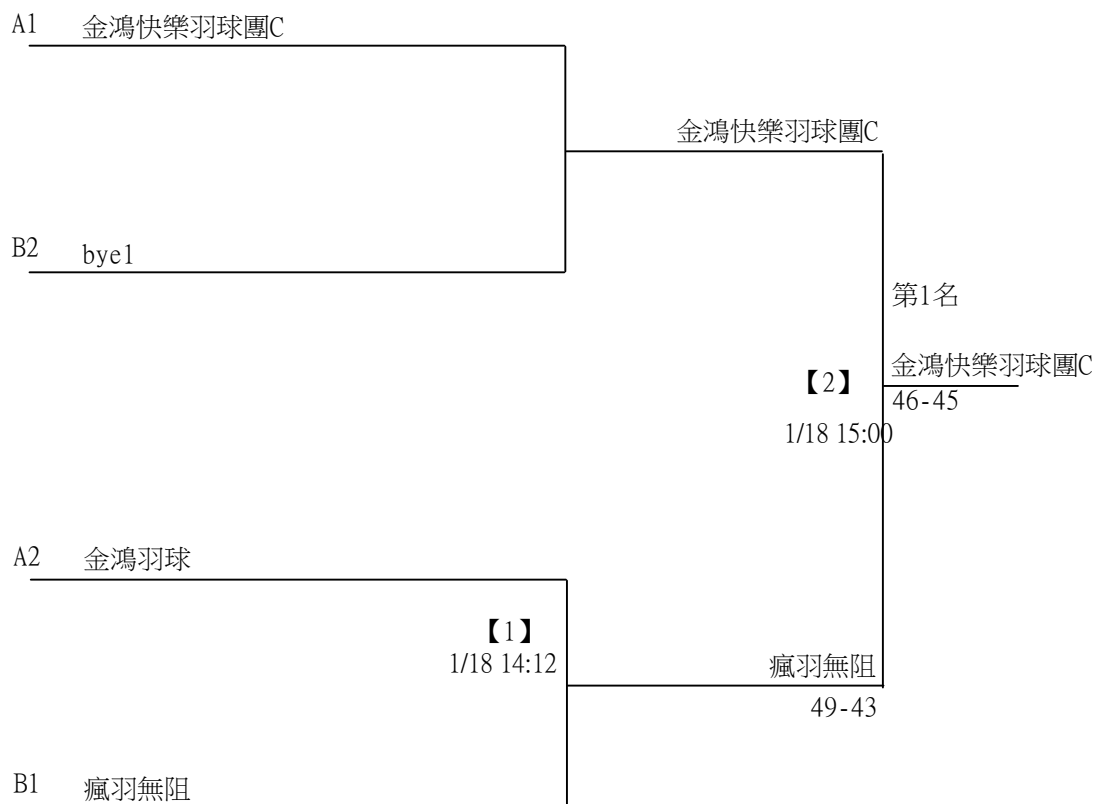 A1 金鴻快樂羽球團C
金鴻快樂羽球團C
B2 bye1
第1名
金鴻快樂羽球團C
【2】
46-45
1/18 15:00
A2 金鴻羽球
【1】
1/18 14:12
瘋羽無阻
49-43
B1 瘋羽無阻